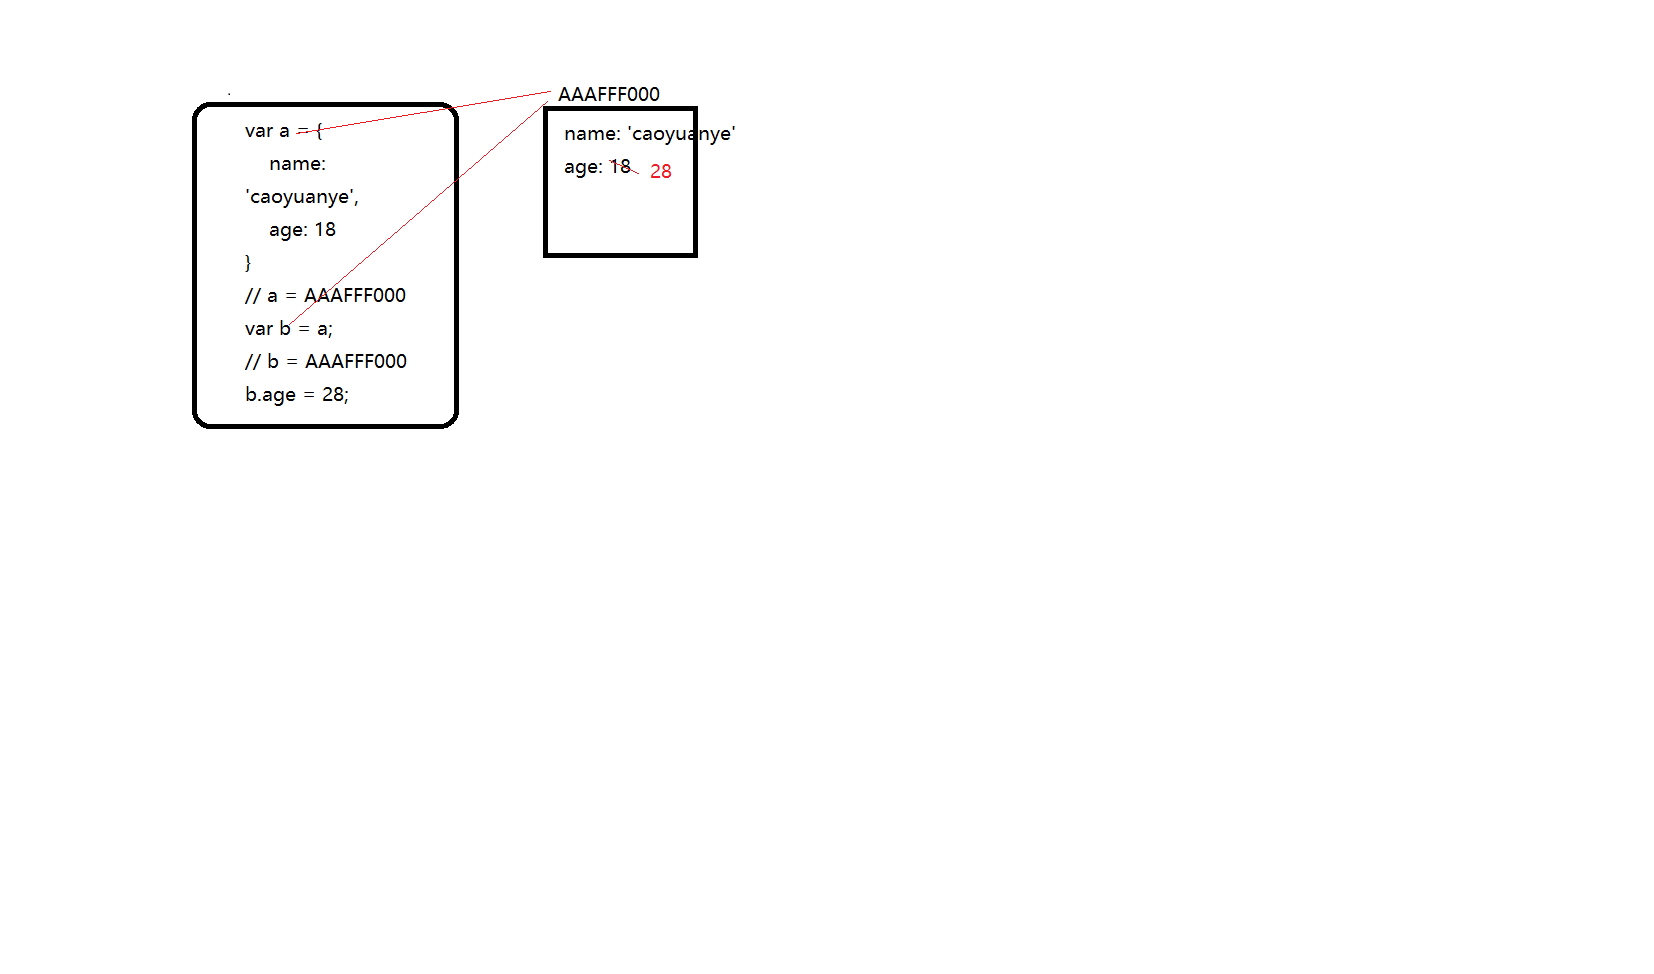 var a = {
name:
'caoyuanye',
age: 18
}
// a = AAAFFF000
var b = a;
// b = AAAFFF000
b.age = 28;
AAAFFF000
name: 'caoyuanye'
age: 18 28